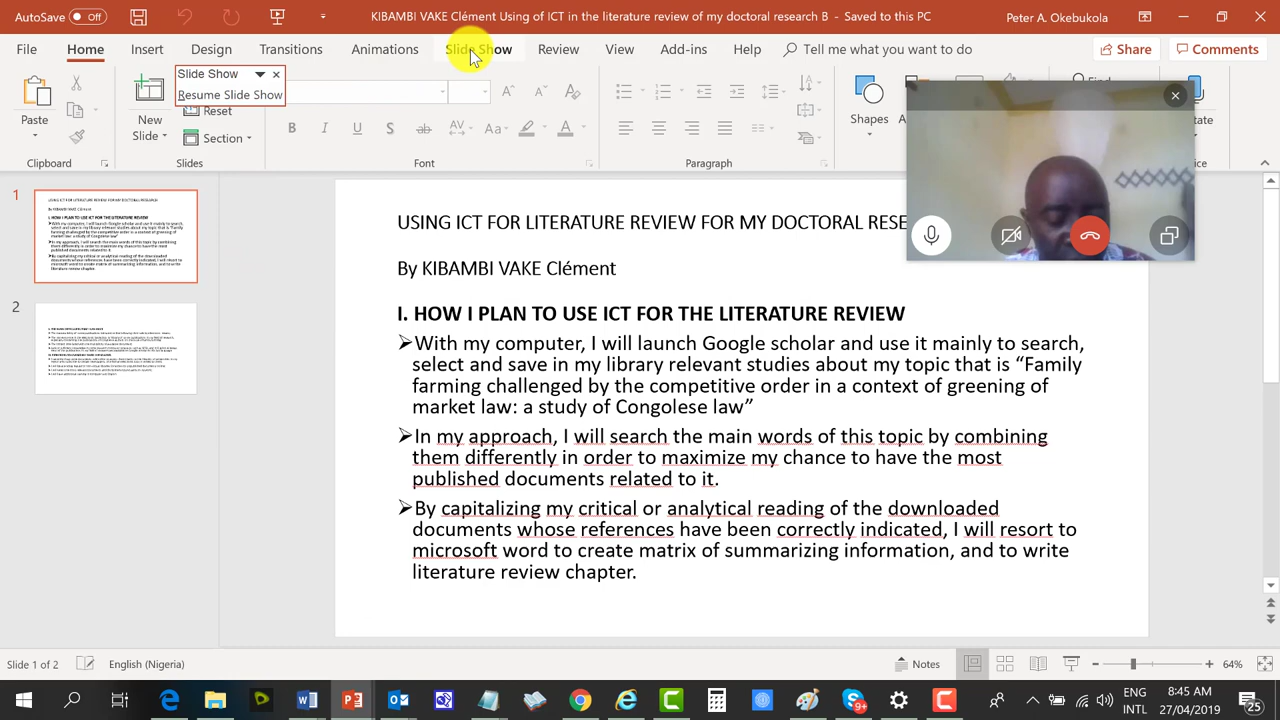 AutoSave Off KIBAMBI VAKE Clément Using of ICT in the literature review of my doctoral research B - Saved to this PC Peter A. Okebukola
File Home Insert Design Transitions Animations Slide Show Review View Add-ins Help Tell me what you want to do Share Comments
Slide Show
Resume Slide Show
Paste
New Slide
Reset
Section
Shapes
Find
Clipboard Slides Font Paragraph
1
2
USING ICT FOR LITERATURE REVIEW FOR MY DOCTORAL RESE
By KIBAMBI VAKE Clément
I. HOW I PLAN TO USE ICT FOR THE LITERATURE REVIEW
➢With my computer, I will launch Google scholar and use it mainly to search,
select and save in my library relevant studies about my topic that is “Family
farming challenged by the competitive order in a context of greening of
market law: a study of Congolese law”
➢In my approach, I will search the main words of this topic by combining
them differently in order to maximize my chance to have the most
published documents related to it.
➢By capitalizing my critical or analytical reading of the downloaded
documents whose references have been correctly indicated, I will resort to
microsoft word to create matrix of summarizing information, and to write
literature review chapter.
Slide 1 of 2 English (Nigeria) Notes 64%
ENG
INTL
8:45 AM
27/04/2019
25